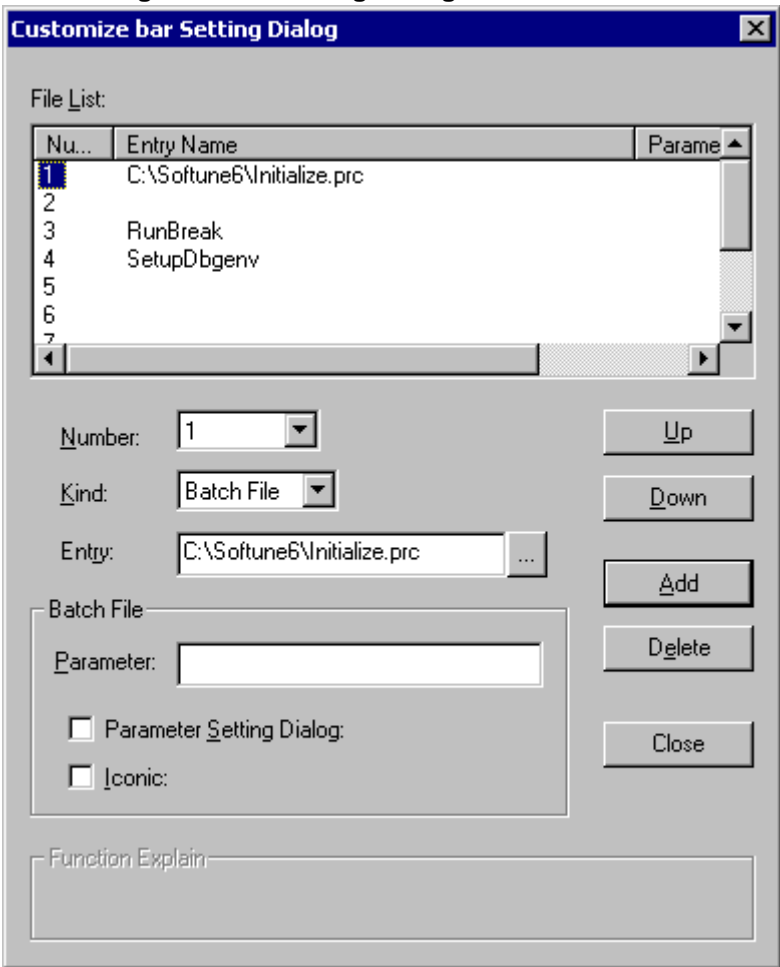 Customize bar Setting Dialog
File List:
Nu... Entry Name Parame
1 C:\Softune6\Initialize.prc
2
3 RunBreak
4 SetupDbgenv
5
6
7
Number: 1 Up
Kind: Batch File Down
Entry: C:\Softune6\Initialize.prc ...
Add
Batch File
Delete
Parameter:
Parameter Setting Dialog:
Close
Iconic:
Function Explain